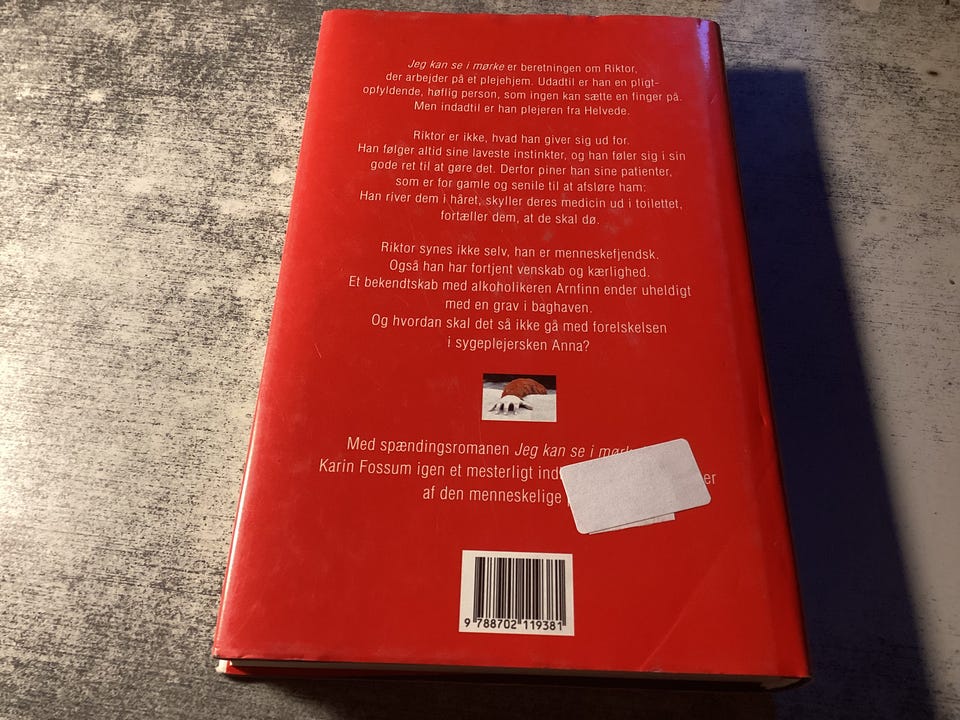 Jeg kan se i mørke er beretningen om Riktor,
der arbejder på et plejehjem. Udadtil er han en pligt-
opfyldende, høflig person, som ingen kan sætte en finger på.
Men indadtil er han plejeren fra Helvede.
Riktor er ikke, hvad han giver sig ud for.
Han følger altid sine laveste instinkter, og han føler sig i sin
gode ret til at gøre det. Derfor piner han sine patienter,
som er for gamle og senile til at afsløre ham:
Han river dem i håret, skyller deres medicin ud i toilettet,
fortæller dem, at de skal dø.
Riktor synes ikke selv, han er menneskefjendsk.
Også han har fortjent venskab og kærlighed.
Et bekendtskab med alkoholikeren Arnfinn ender uheldigt
med en grav i baghaven.
Og hvordan skal det så ikke gå med forelskelsen
i sygeplejersken Anna?
Med spændingsromanen Jeg kan se i mørke
Karin Fossum igen et mesterligt
af den menneskelige
9 788702 119381